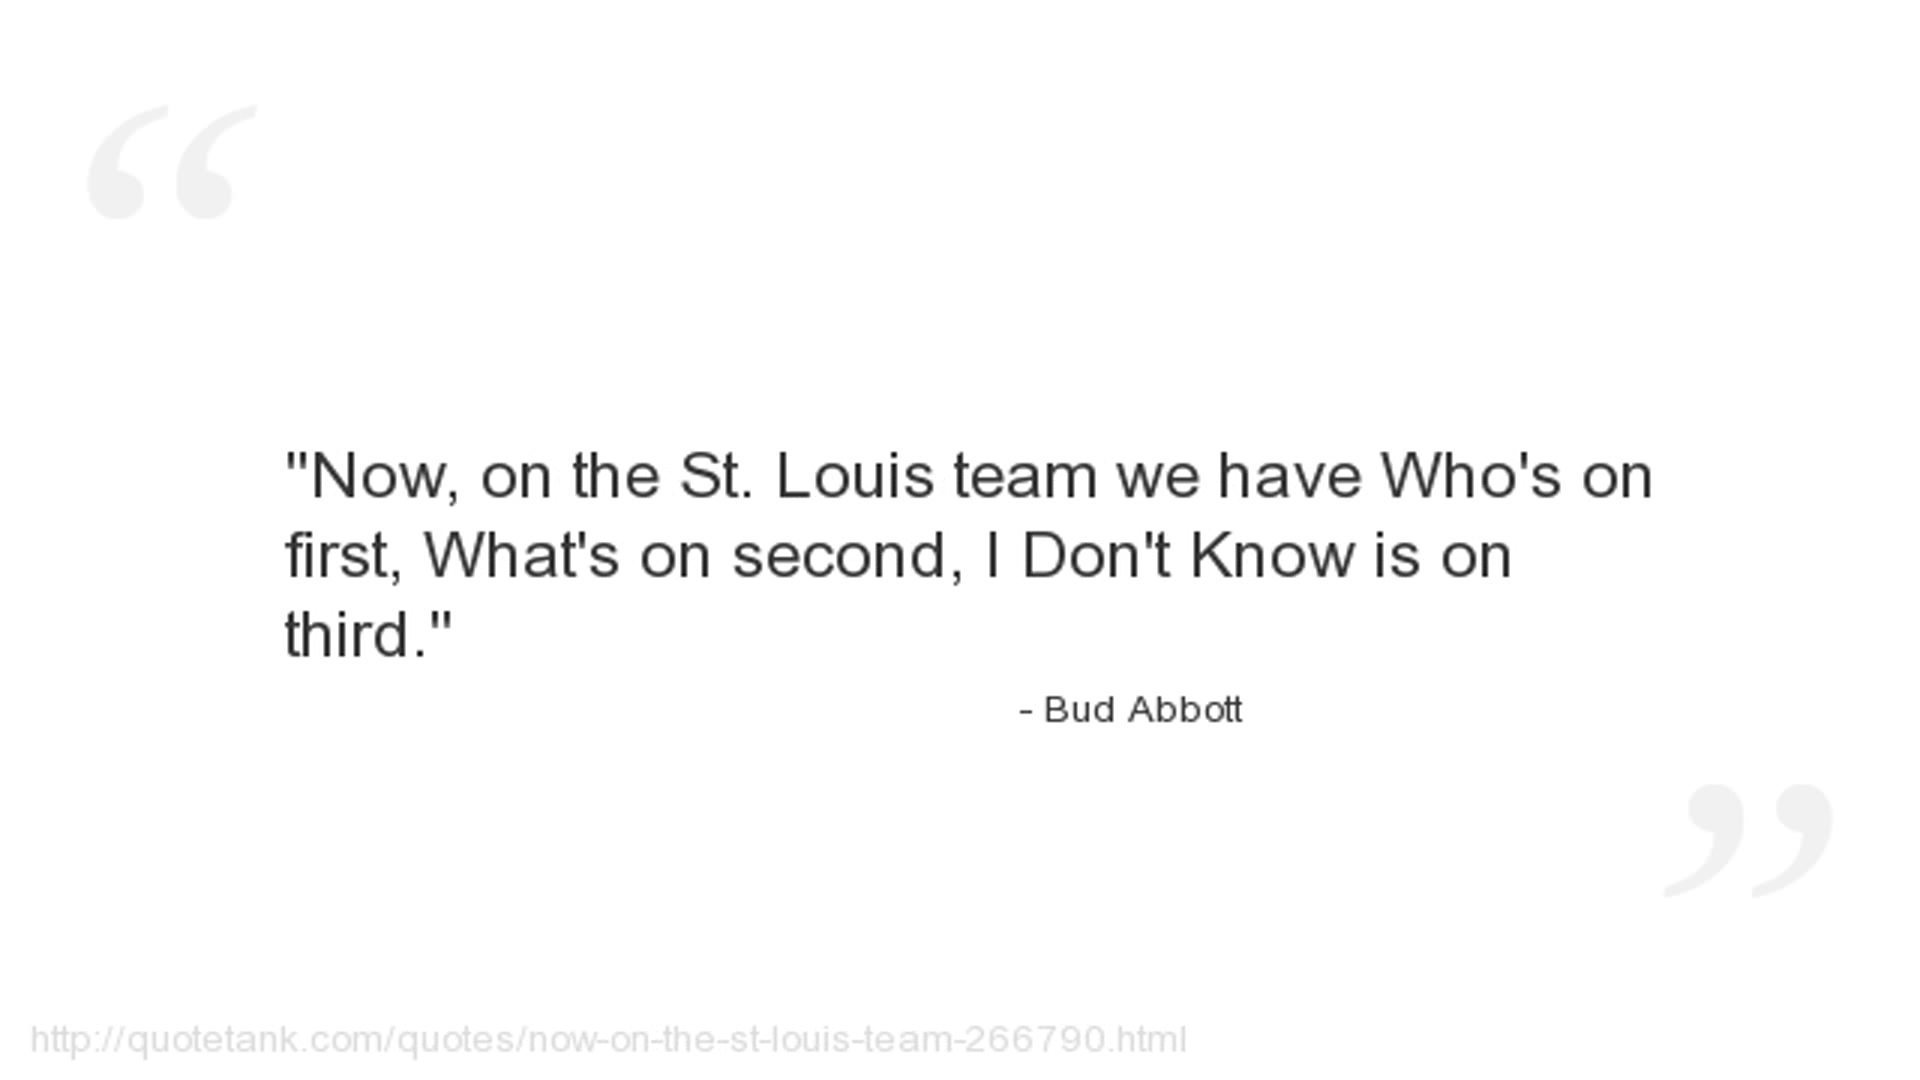 "Now, on the St. Louis team we have Who's on
first, What's on second, I Don't Know is on
third."
- Bud Abbott
http://quotetank.com/quotes/now-on-the-st-louis-team-266790.html